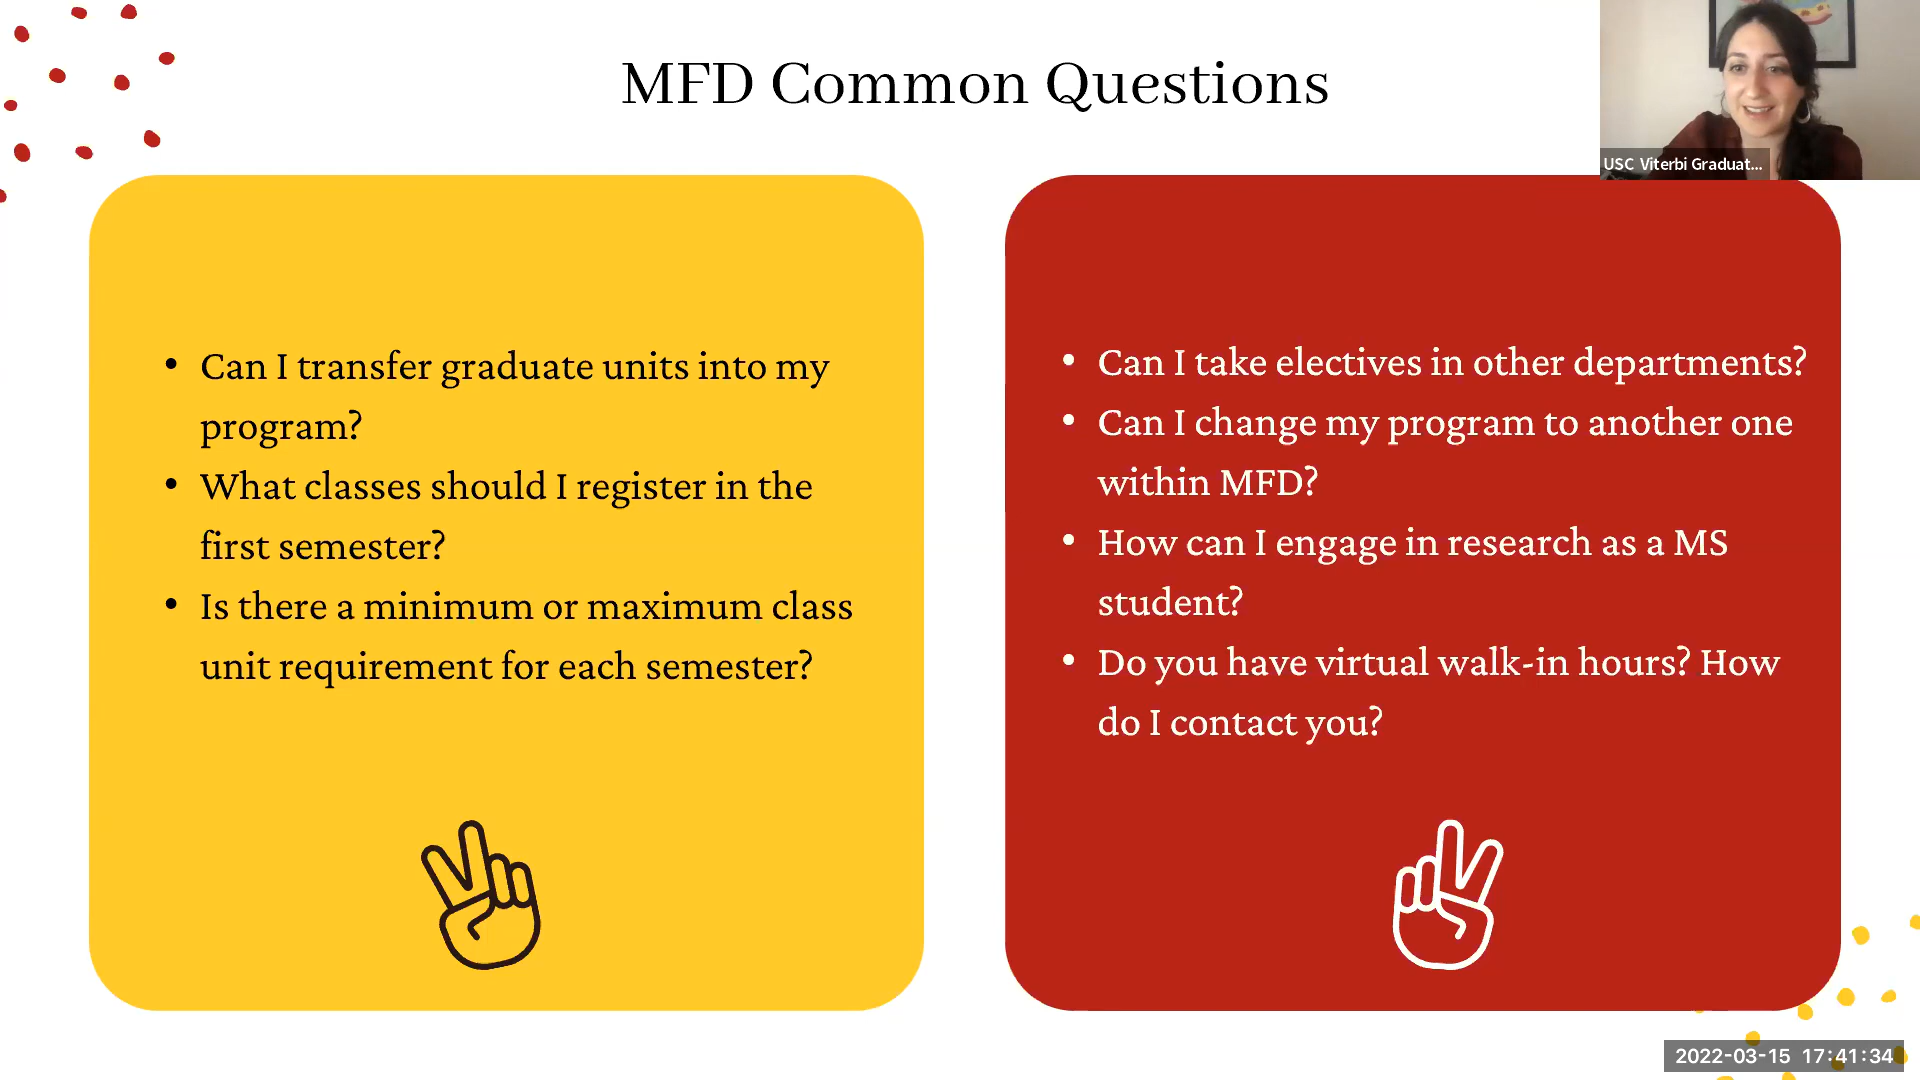 MFD Common Questions
USC Viterbi Graduat...
• Can I transfer graduate units into my
program?
• What classes should I register in the
first semester?
• Is there a minimum or maximum class
unit requirement for each semester?
• Can I take electives in other departments?
• Can I change my program to another one
within MFD?
• How can I engage in research as a MS
student?
• Do you have virtual walk-in hours? How
do I contact you?
2022-03-15 17:41:34